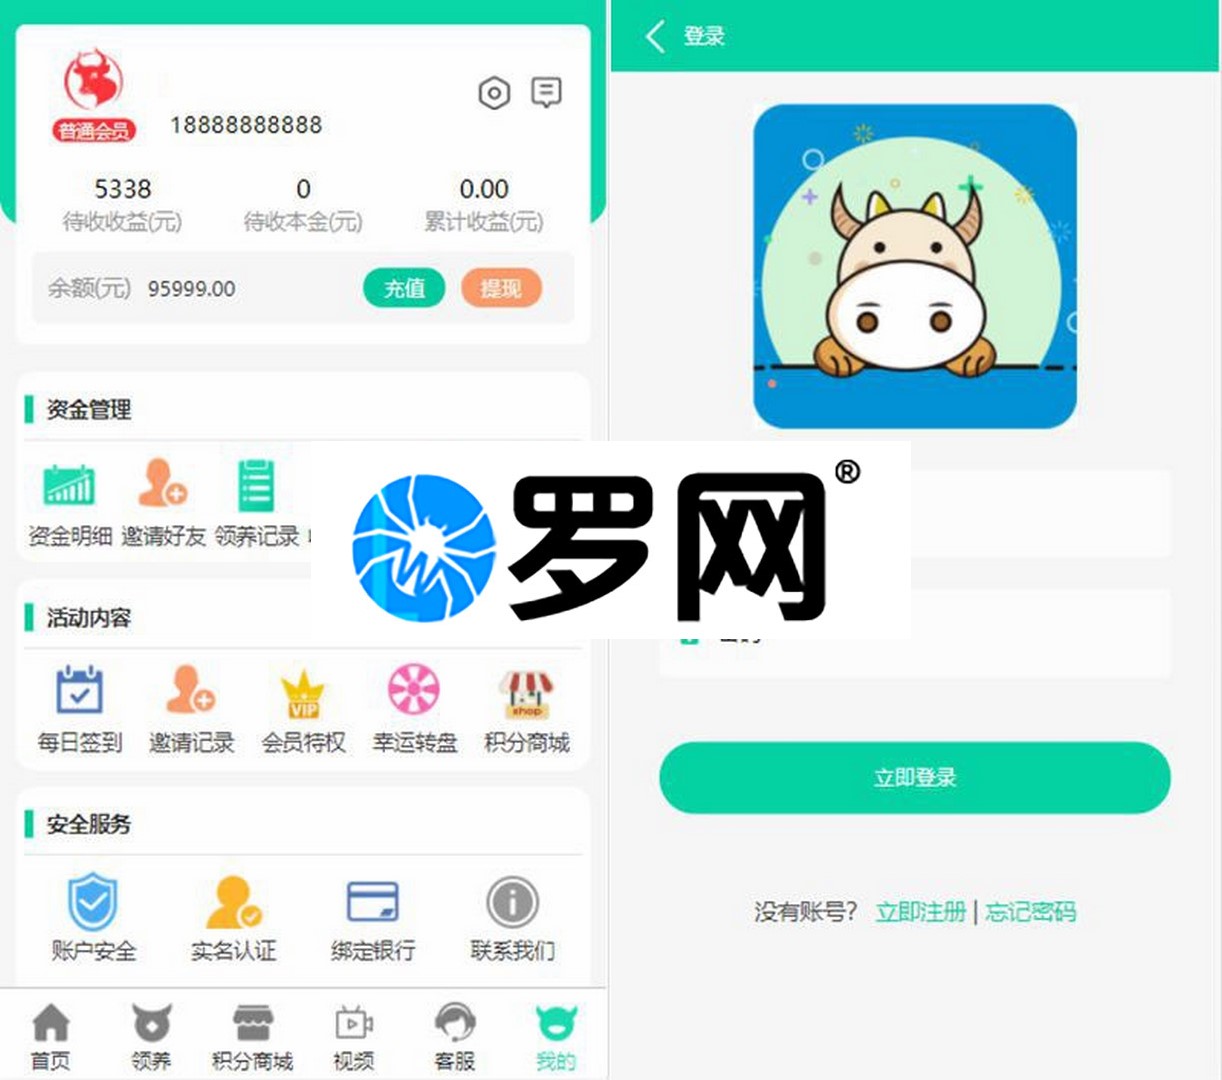 普通会员
18888888888
5338
0
0.00
待收收益(元)
待收本金(元)
累计收益(元)
余额(元) 95999.00
充值
提现
资金管理
资金明细
邀请好友
领养记录
活动内容
VIP
shop
每日签到
邀请记录
会员特权
幸运转盘
积分商城
安全服务
账户安全
实名认证
绑定银行
联系我们
首页
领养
积分商城
视频
客服
我的
登录
罗网®
立即登录
没有账号? 立即注册 | 忘记密码